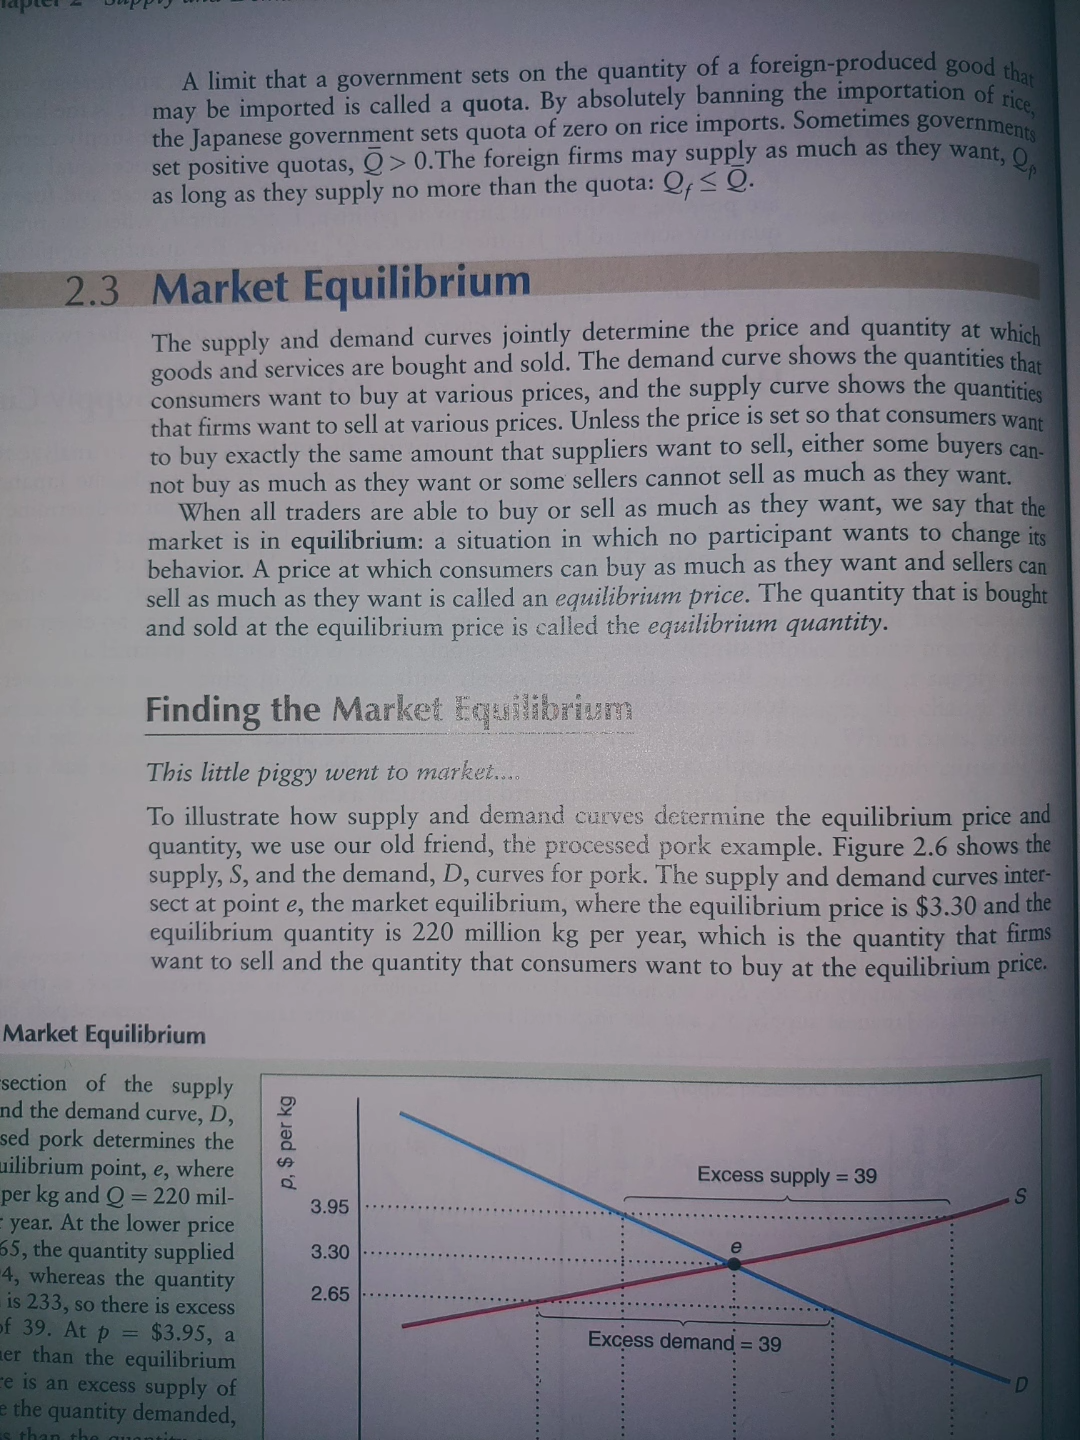 Supply and
A limit that a government sets on the quantity of a foreign-produced good that
may be imported is called a quota. By absolutely banning the importation of rice,
the Japanese government sets quota of zero on rice imports. Sometimes governments
set positive quotas, Q̄ > 0.The foreign firms may supply as much as they want, Qf,
as long as they supply no more than the quota: Qf ≤ Q̄.
2.3 Market Equilibrium
The supply and demand curves jointly determine the price and quantity at which
goods and services are bought and sold. The demand curve shows the quantities that
consumers want to buy at various prices, and the supply curve shows the quantities
that firms want to sell at various prices. Unless the price is set so that consumers want
to buy exactly the same amount that suppliers want to sell, either some buyers can-
not buy as much as they want or some sellers cannot sell as much as they want.
When all traders are able to buy or sell as much as they want, we say that the
market is in equilibrium: a situation in which no participant wants to change its
behavior. A price at which consumers can buy as much as they want and sellers can
sell as much as they want is called an equilibrium price. The quantity that is bought
and sold at the equilibrium price is called the equilibrium quantity.
Finding the Market Equilibrium
This little piggy went to market....
To illustrate how supply and demand curves determine the equilibrium price and
quantity, we use our old friend, the processed pork example. Figure 2.6 shows the
supply, S, and the demand, D, curves for pork. The supply and demand curves inter-
sect at point e, the market equilibrium, where the equilibrium price is $3.30 and the
equilibrium quantity is 220 million kg per year, which is the quantity that firms
want to sell and the quantity that consumers want to buy at the equilibrium price.
Market Equilibrium
section of the supply
nd the demand curve, D,
sed pork determines the
uilibrium point, e, where
per kg and Q = 220 mil-
year. At the lower price
65, the quantity supplied
4, whereas the quantity
is 233, so there is excess
of 39. At p = $3.95, a
er than the equilibrium
re is an excess supply of
e the quantity demanded,
s than the
p, $ per kg
Excess supply = 39
S
3.95
e
3.30
2.65
Excess demand = 39
D